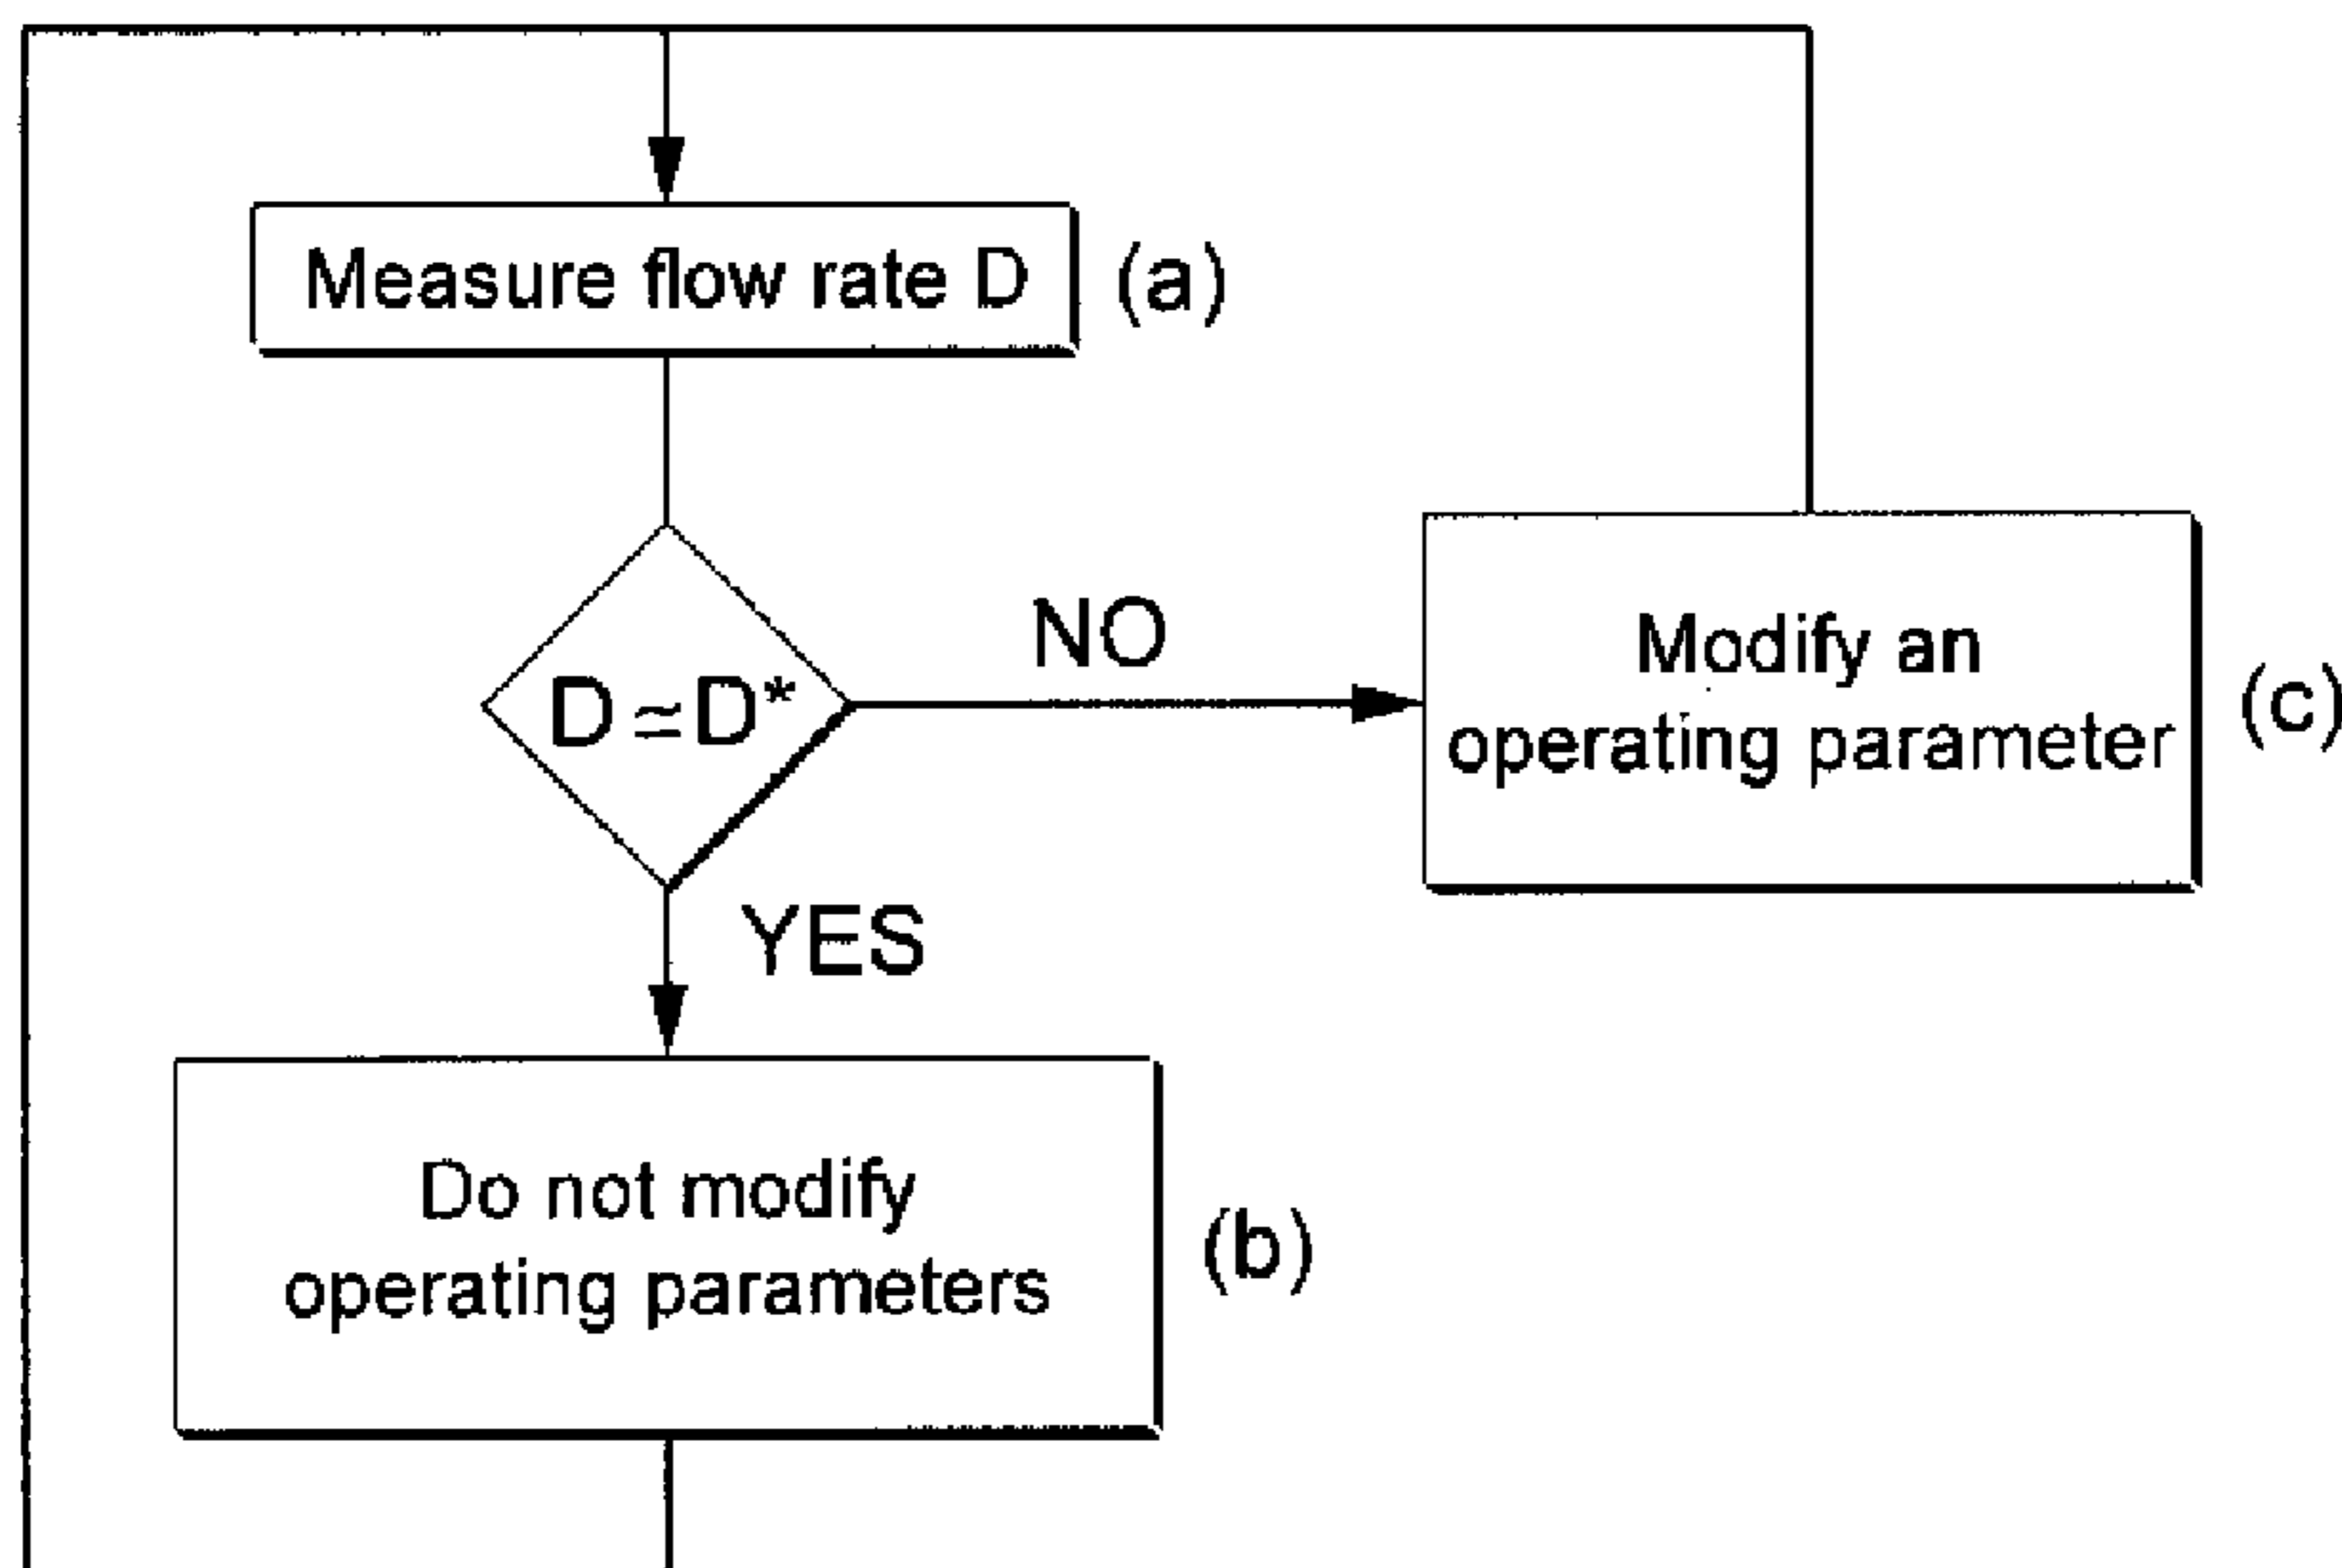 Measure flow rate D (a)
NO
D ≃ D*
Modify an
operating parameter
(c)
YES
Do not modify
operating parameters
(b)